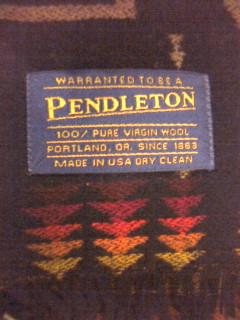 WARRANTED TO BE A
PENDLETON
100% PURE VIRGIN WOOL
PORTLAND, OR. SINCE 1863
MADE IN USA DRY CLEAN